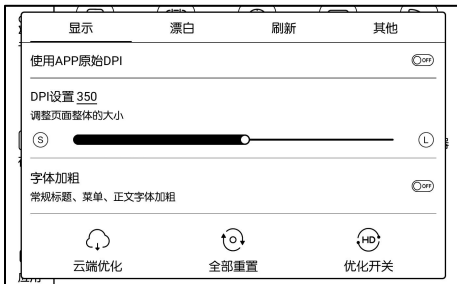 显示 漂白 刷新 其他
使用APP原始DPI OFF
DPI设置 350
调整页面整体的大小
S L
字体加粗 OFF
常规标题、菜单、正文字体加粗
HD
云端优化 全部重置 优化开关
应用